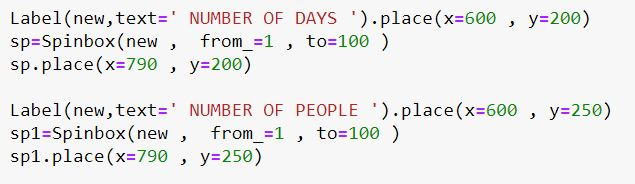 Label(new,text=' NUMBER OF DAYS ').place(x=600 , y=200)
sp=Spinbox(new ,  from_=1 , to=100 )
sp.place(x=790 , y=200)
Label(new,text=' NUMBER OF PEOPLE ').place(x=600 , y=250)
sp1=Spinbox(new ,  from_=1 , to=100 )
sp1.place(x=790 , y=250)